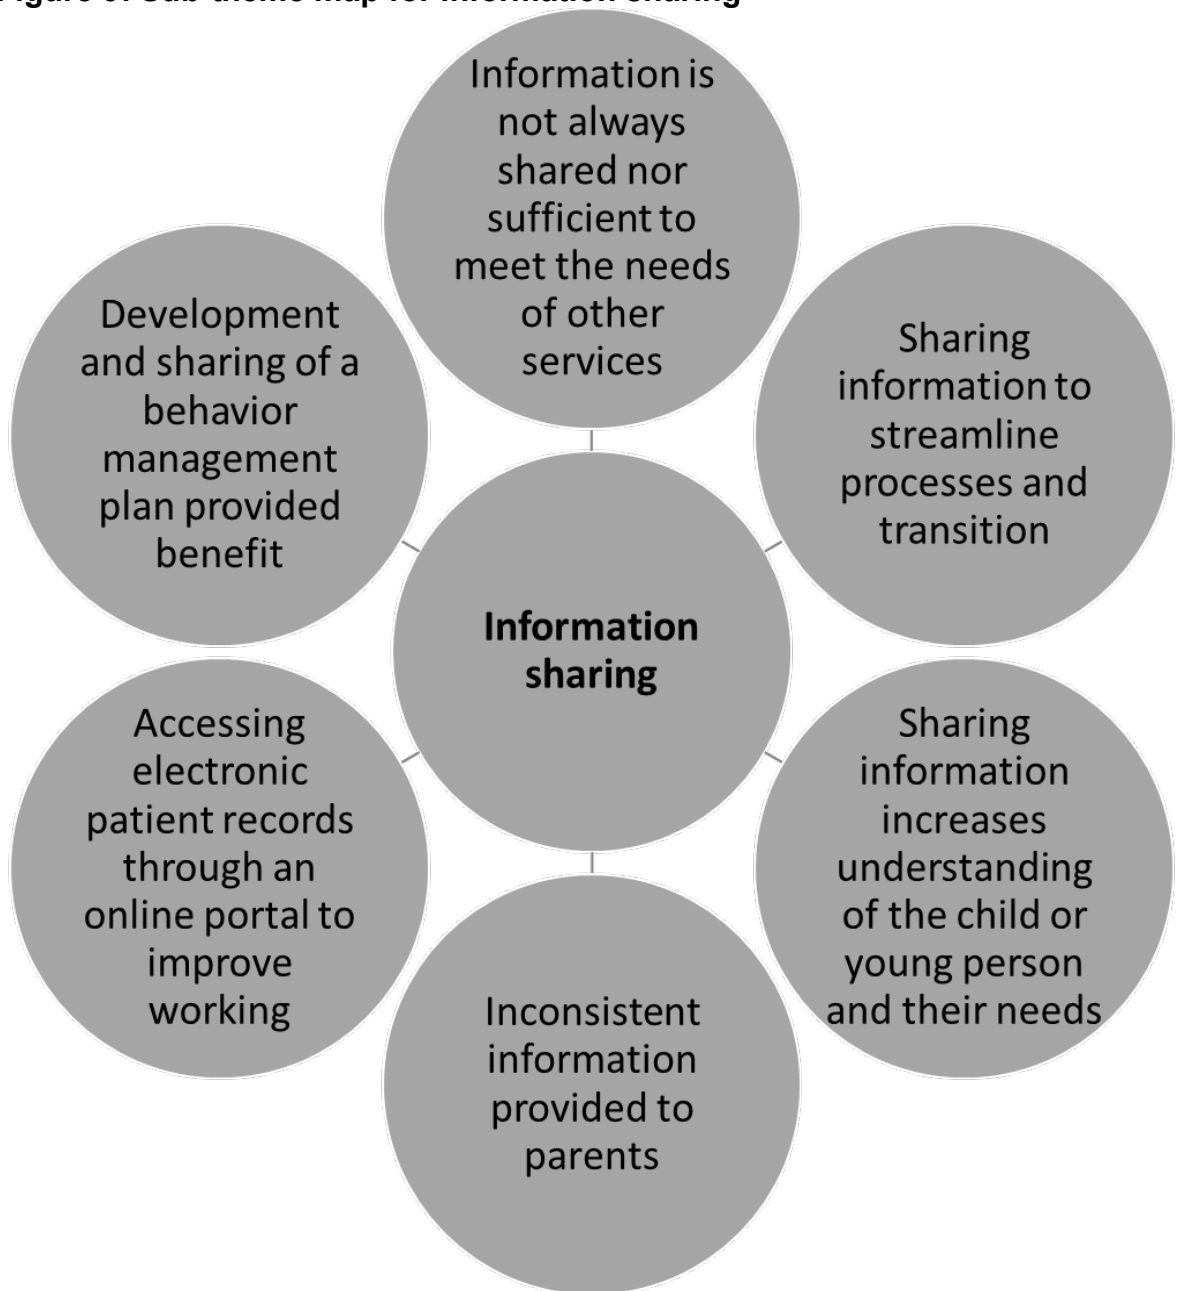 Information is
not always
shared nor
sufficient to
meet the needs
of other
services
Sharing
information to
streamline
processes and
transition
Sharing
information
increases
understanding
of the child or
young person
and their needs
Inconsistent
information
provided to
parents
Accessing
electronic
patient records
through an
online portal to
improve
working
Development
and sharing of a
behavior
management
plan provided
benefit
Information
sharing